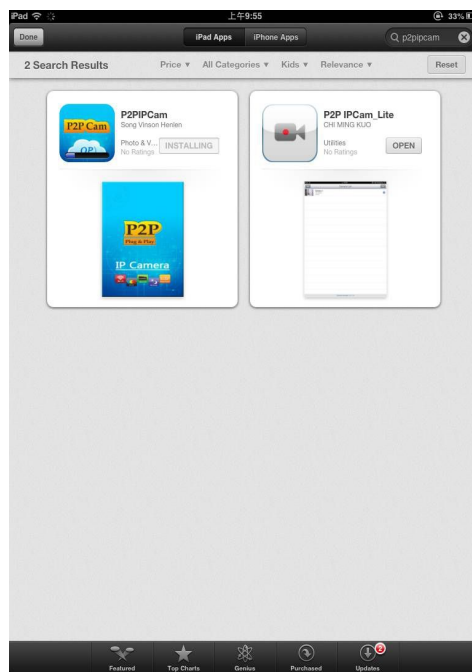 iPad 上午9:55 33%
Done iPad Apps iPhone Apps p2pipcam
2 Search Results Price ▼ All Categories ▼ Kids ▼ Relevance ▼ Reset
P2P Cam
P2PIPCam
Song Vinson Henlen
Photo & V...
No Ratings
INSTALLING
P2P
Plug & Play
IP Camera
P2P IPCam_Lite
CHI MING KUO
Utilities
No Ratings
OPEN
Featured Top Charts Genius Purchased Updates
2